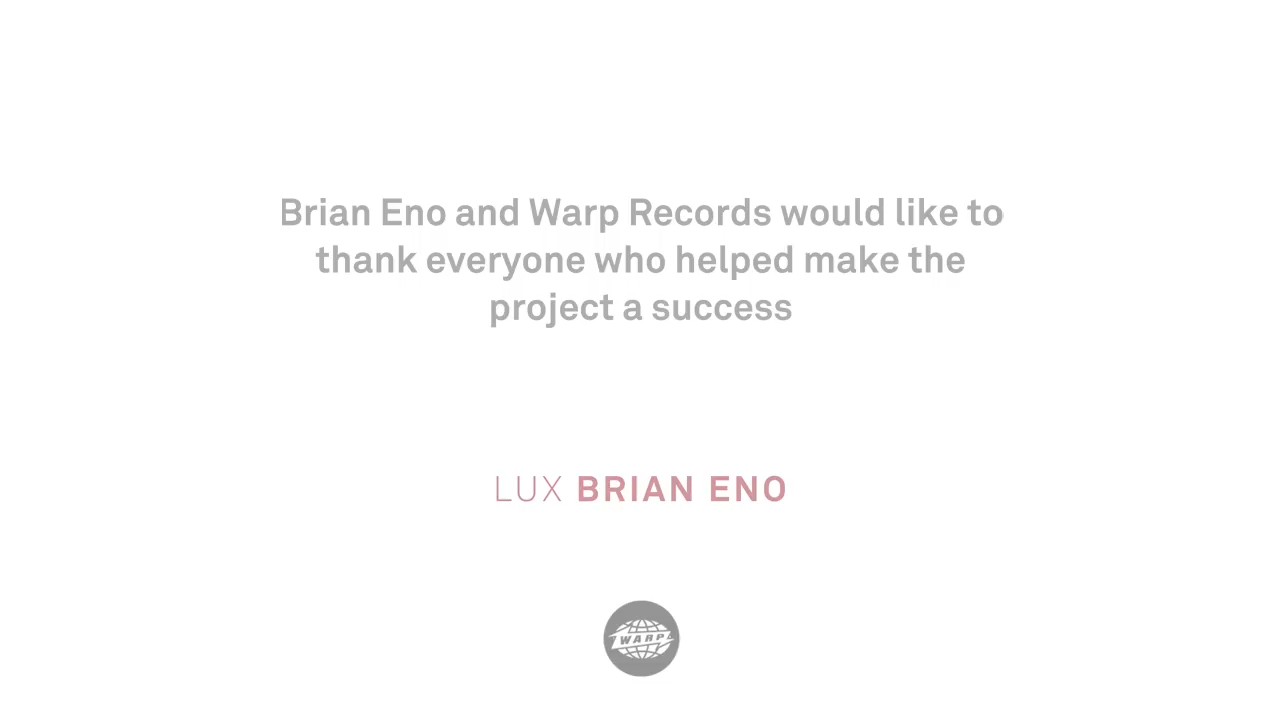 Brian Eno and Warp Records would like to
thank everyone who helped make the
project a success
LUX BRIAN ENO
WARP